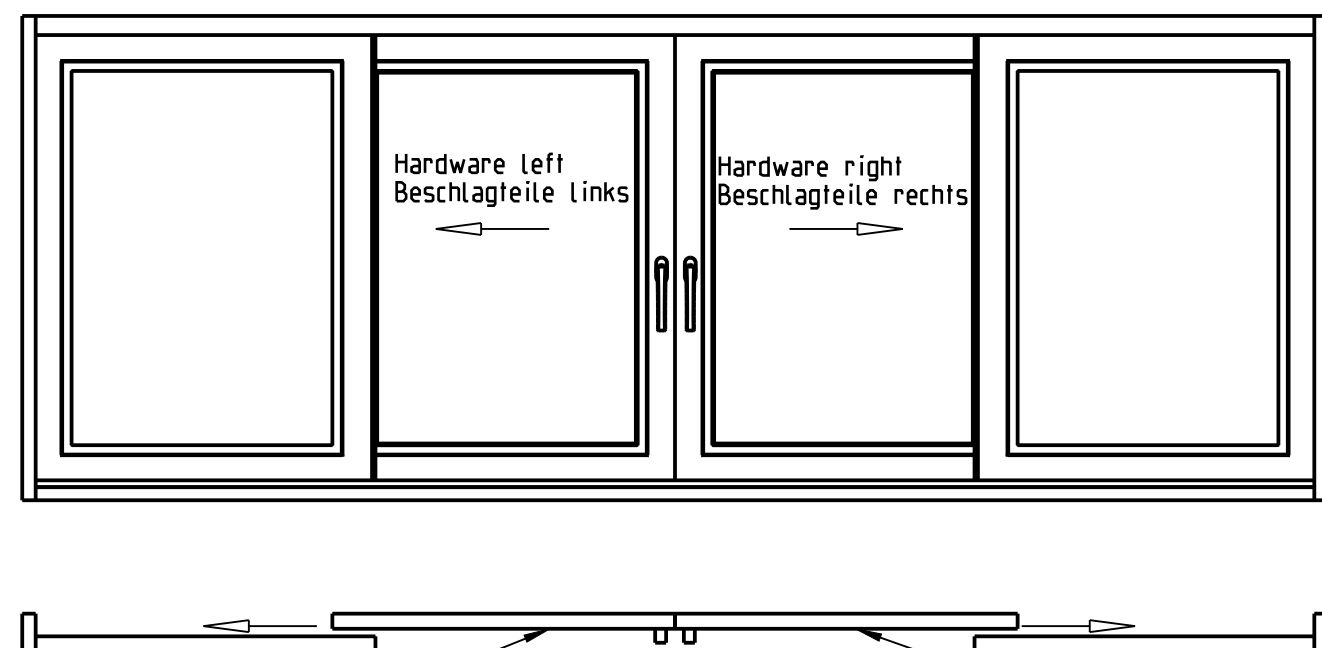 Hardware left
Beschlagteile links
Hardware right
Beschlagteile rechts